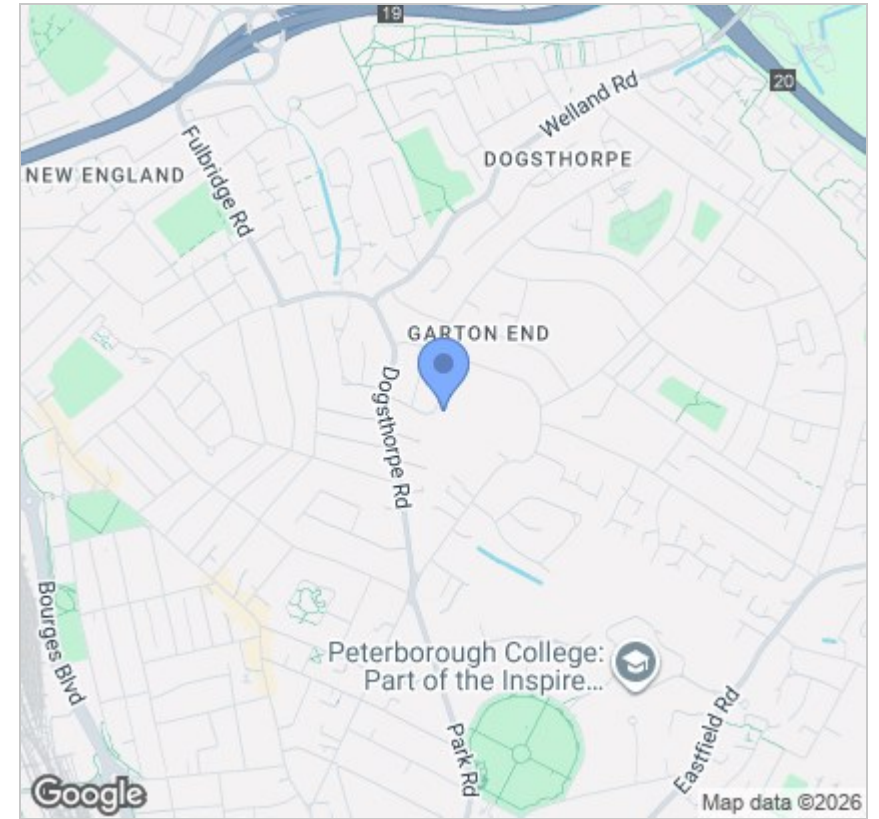 19
20
Welland Rd
DOGSTHORPE
NEW ENGLAND
Fulbridge Rd
GARTON END
Dogsthorpe Rd
Bourges Blvd
Peterborough College:
Part of the Inspire...
Park Rd
Eastfield Rd
Google
Map data ©2026